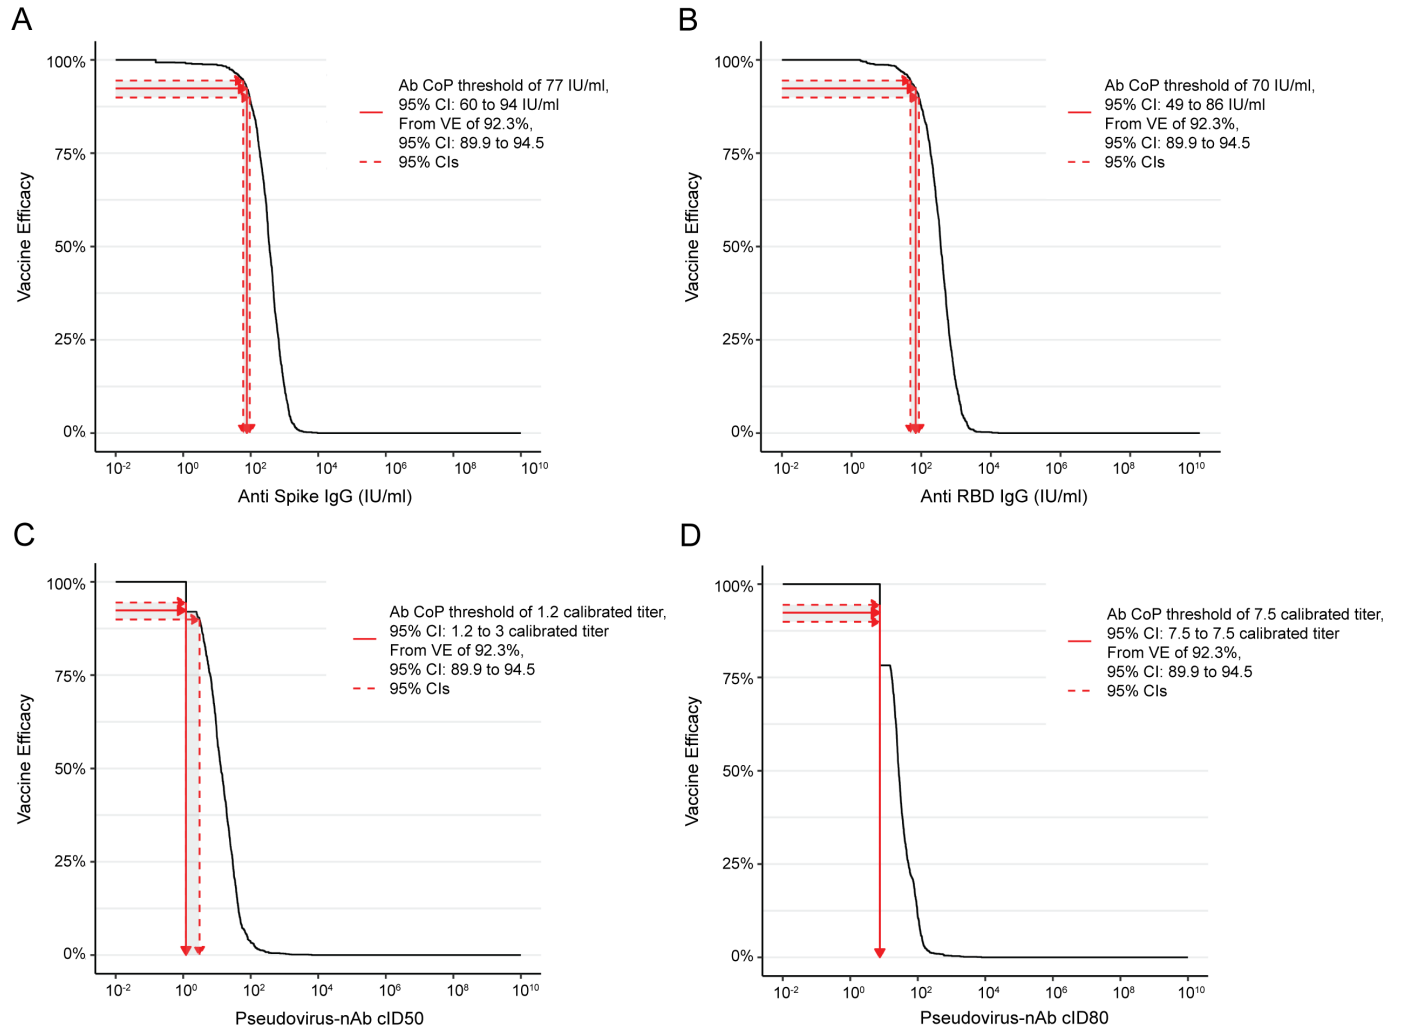 A
100%
75%
50%
25%
0%
Vaccine Efficacy
10-2
100
102
104
106
108
1010
Anti Spike IgG (IU/ml)
Ab CoP threshold of 77 IU/ml,
95% CI: 60 to 94 IU/ml
From VE of 92.3%,
95% CI: 89.9 to 94.5
95% CIs
B
100%
75%
50%
25%
0%
Vaccine Efficacy
10-2
100
102
104
106
108
1010
Anti RBD IgG (IU/ml)
Ab CoP threshold of 70 IU/ml,
95% CI: 49 to 86 IU/ml
From VE of 92.3%,
95% CI: 89.9 to 94.5
95% CIs
C
100%
75%
50%
25%
0%
Vaccine Efficacy
10-2
100
102
104
106
108
1010
Pseudovirus-nAb cID50
Ab CoP threshold of 1.2 calibrated titer,
95% CI: 1.2 to 3 calibrated titer
From VE of 92.3%,
95% CI: 89.9 to 94.5
95% CIs
D
100%
75%
50%
25%
0%
Vaccine Efficacy
10-2
100
102
104
106
108
1010
Pseudovirus-nAb cID80
Ab CoP threshold of 7.5 calibrated titer,
95% CI: 7.5 to 7.5 calibrated titer
From VE of 92.3%,
95% CI: 89.9 to 94.5
95% CIs